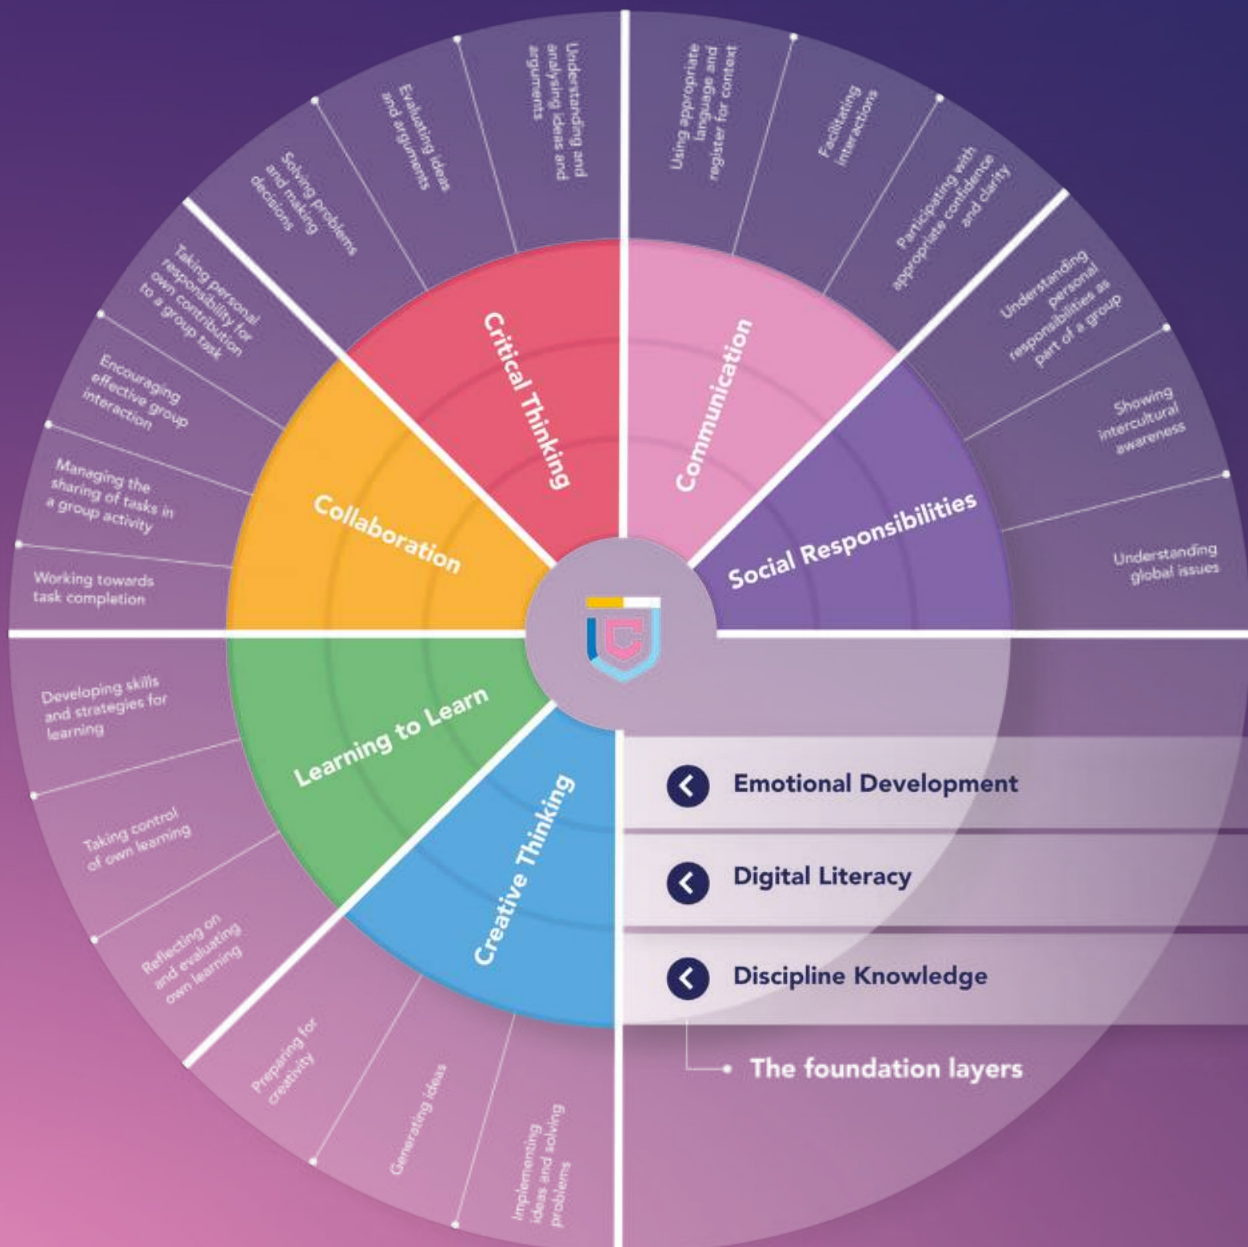 Critical Thinking
Understanding and
analysing ideas and
arguments
Evaluating ideas
and arguments
Solving problems
and making
decisions
Communication
Using appropriate
language and
register for context
Facilitating
interactions
Participating with
appropriate confidence
and clarity
Social Responsibilities
Understanding
personal
responsibilities as
part of a group
Showing
intercultural
awareness
Understanding
global issues
Collaboration
Taking personal
responsibility for
own contribution
to a group task
Encouraging
effective group
interaction
Managing the
sharing of tasks in
a group activity
Working towards
task completion
Learning to Learn
Developing skills
and strategies for
learning
Taking control
of own learning
Reflecting on
and evaluating
own learning
Creative Thinking
Preparing for
creativity
Generating ideas
Implementing
ideas and solving
problems
Emotional Development
Digital Literacy
Discipline Knowledge
The foundation layers